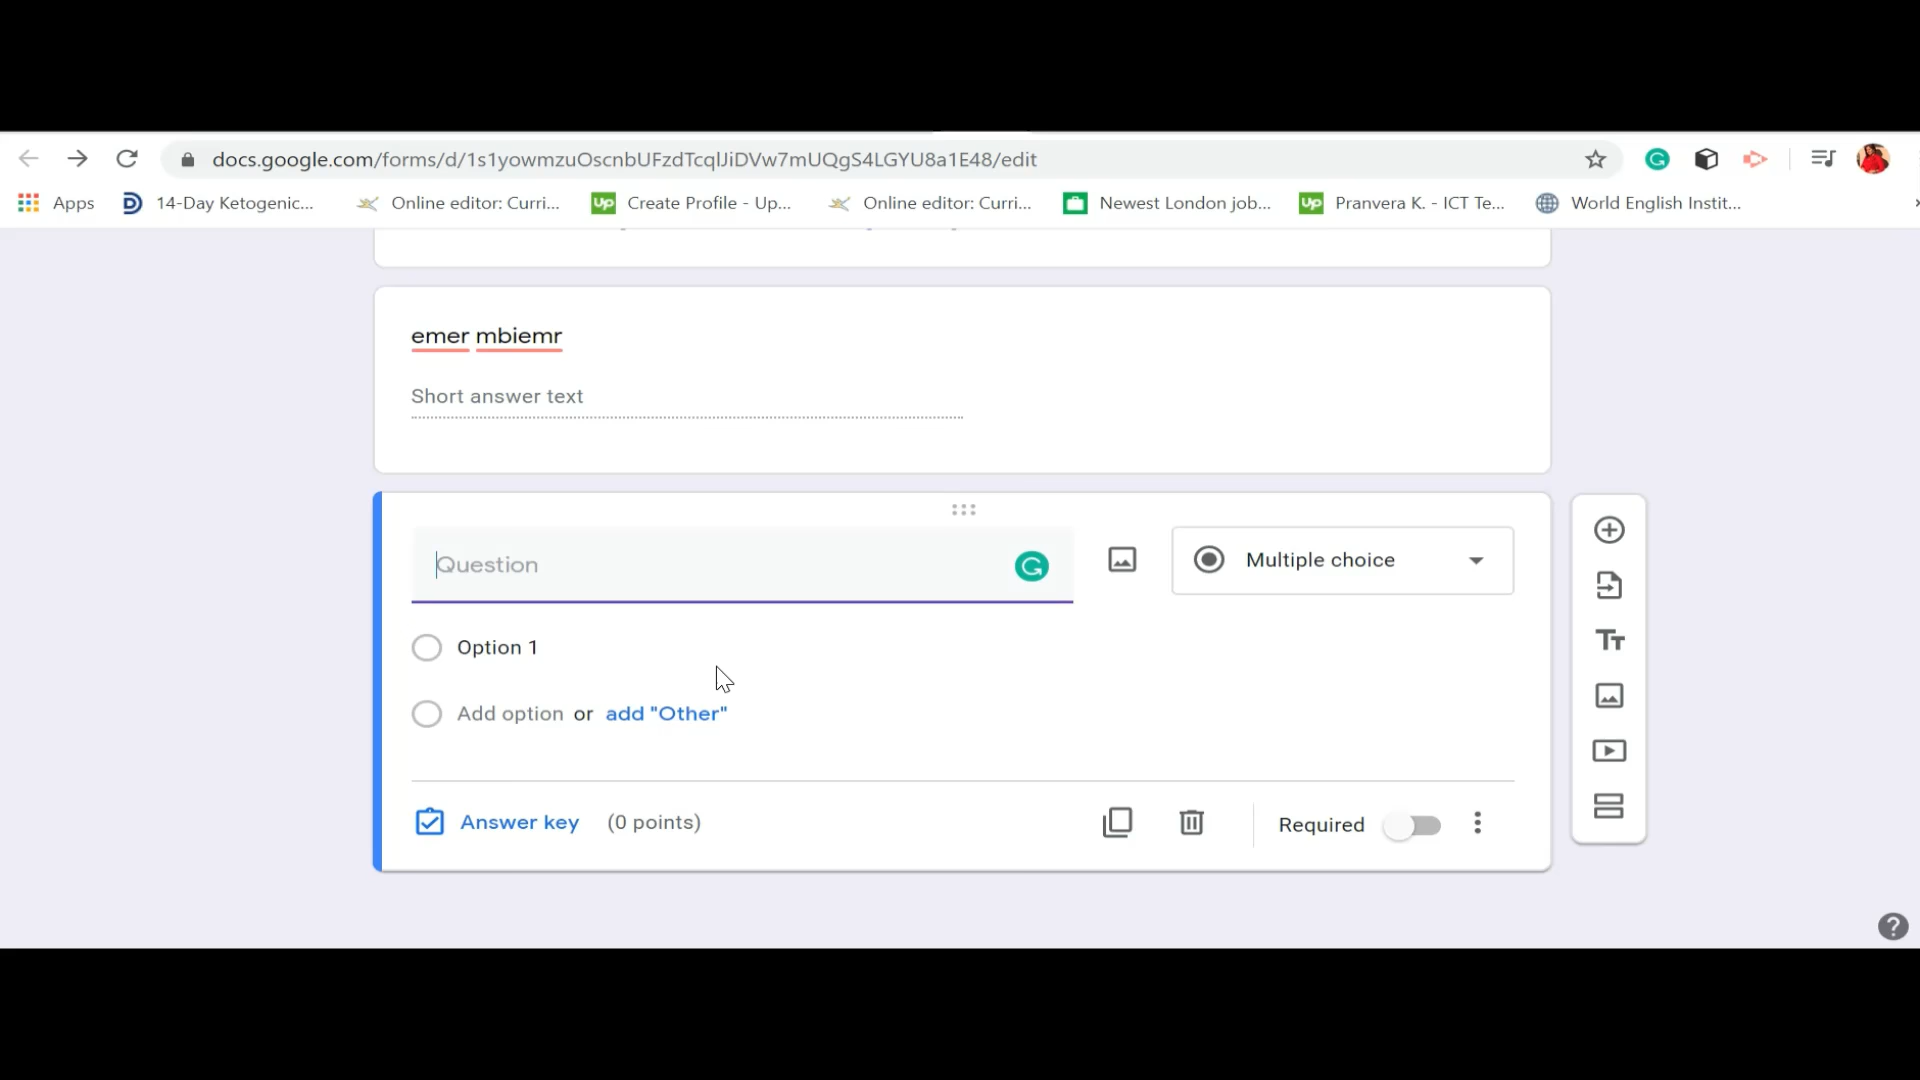 docs.google.com/forms/d/1s1yowmzuOscnbUFzdTcqlJiDVw7mUQgS4LGYU8a1E48/edit
Apps 14-Day Ketogenic... Online editor: Curri... Create Profile - Up... Online editor: Curri... Newest London job... Pranvera K. - ICT Te... World English Instit...
emer mbiemr
Short answer text
Question
Multiple choice
Option 1
Add option or add "Other"
Answer key (0 points)
Required